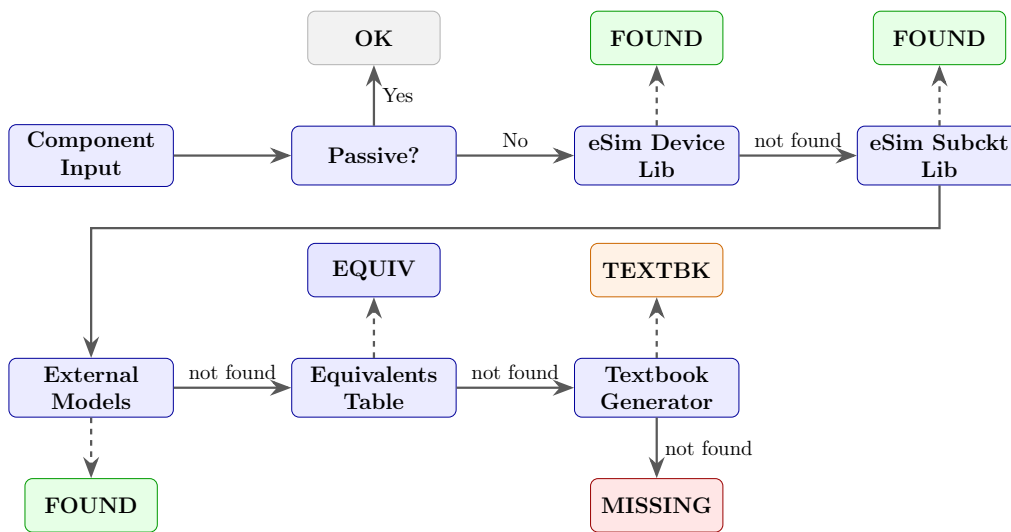 OK
FOUND
FOUND
Yes
Component
Input
Passive?
No
eSim Device
Lib
not found
eSim Subckt
Lib
EQUIV
TEXTBK
External
Models
not found
Equivalents
Table
not found
Textbook
Generator
not found
FOUND
MISSING